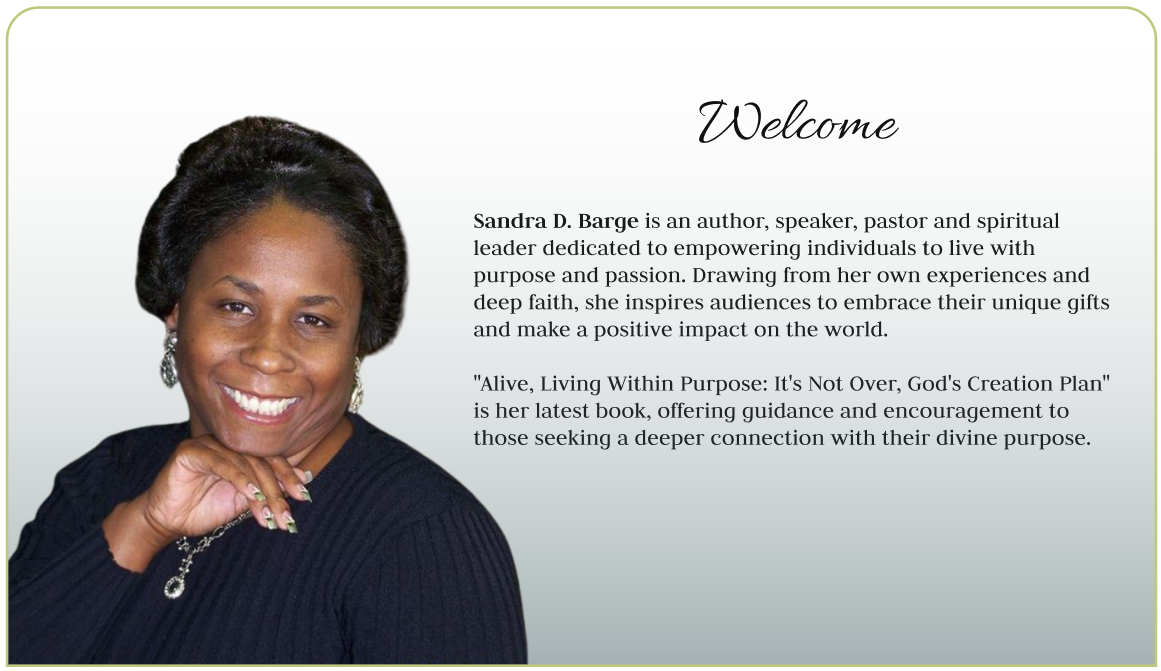 Welcome
Sandra D. Barge is an author, speaker, pastor and spiritual
leader dedicated to empowering individuals to live with
purpose and passion. Drawing from her own experiences and
deep faith, she inspires audiences to embrace their unique gifts
and make a positive impact on the world.
"Alive, Living Within Purpose: It's Not Over, God's Creation Plan"
is her latest book, offering guidance and encouragement to
those seeking a deeper connection with their divine purpose.